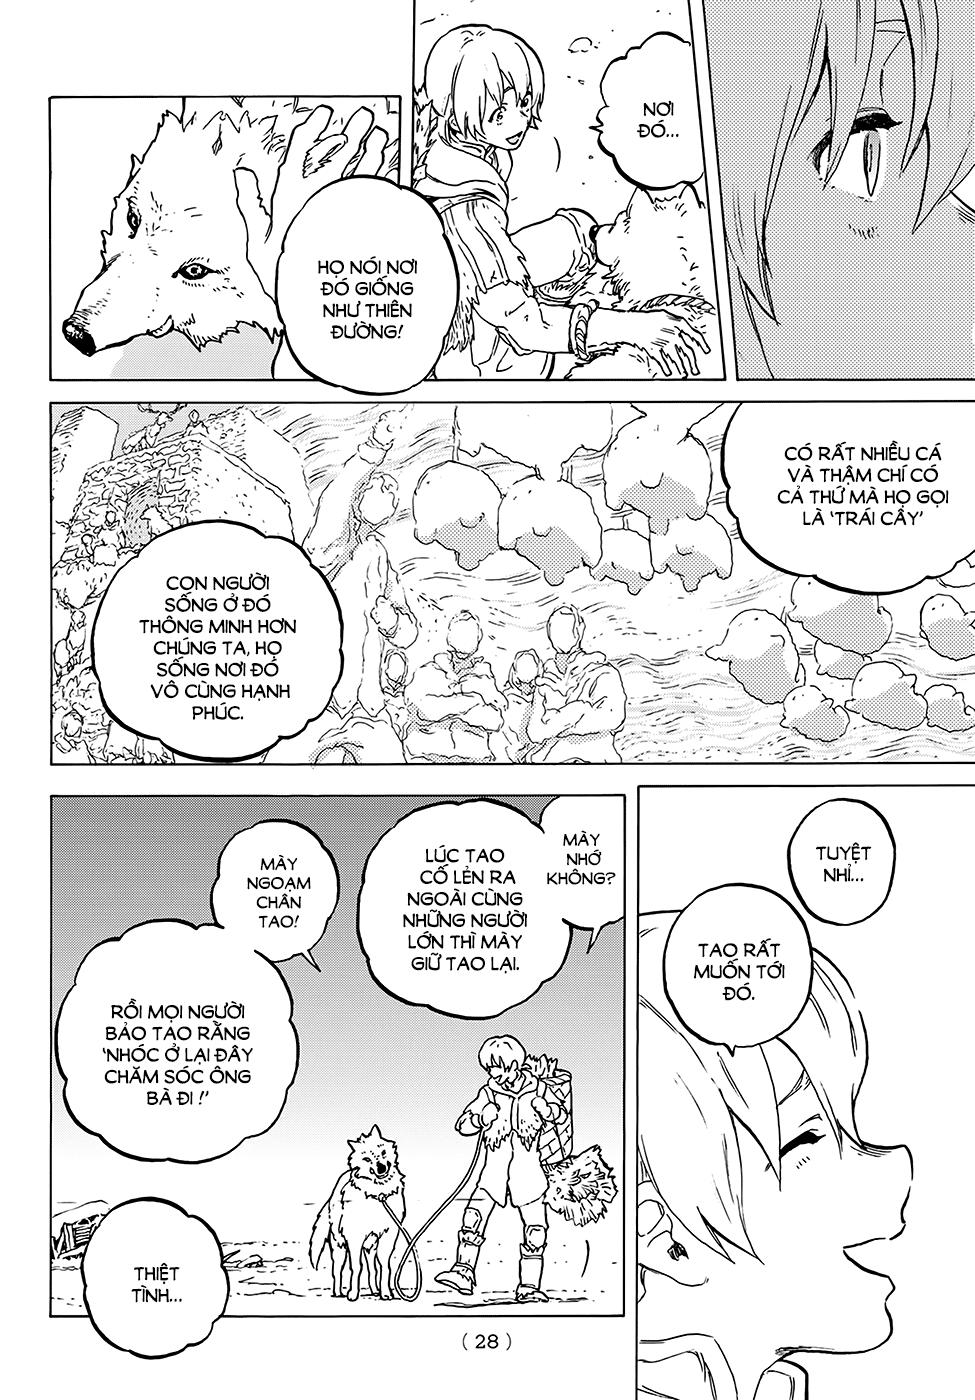 NƠI
ĐÓ...
HỌ NÓI NƠI
ĐÓ GIỐNG
NHƯ THIÊN
ĐƯỜNG!
CÓ RẤT NHIỀU CÁ
VÀ THẬM CHÍ CÓ
CẢ THỨ MÀ HỌ GỌI
LÀ ‘TRÁI CÂY’
CON NGƯỜI
SỐNG Ở ĐÓ
THÔNG MINH HƠN
CHÚNG TA, HỌ
SỐNG NƠI ĐÓ
VÔ CÙNG HẠNH
PHÚC.
TUYỆT
NHỈ...
TAO RẤT
MUỐN TỚI
ĐÓ.
MÀY
NHỚ
KHÔNG?
LÚC TAO
CỐ LẺN RA
NGOÀI CÙNG
NHỮNG NGƯỜI
LỚN THÌ MÀY
GIỮ TAO LẠI.
MÀY
NGOẠM
CHÂN
TAO!
RỒI MỌI NGƯỜI
BẢO TAO RẰNG
‘NHÓC Ở LẠI ĐÂY
CHĂM SÓC ÔNG
BÀ ĐI !’
THIỆT
TÌNH...
( 28 )